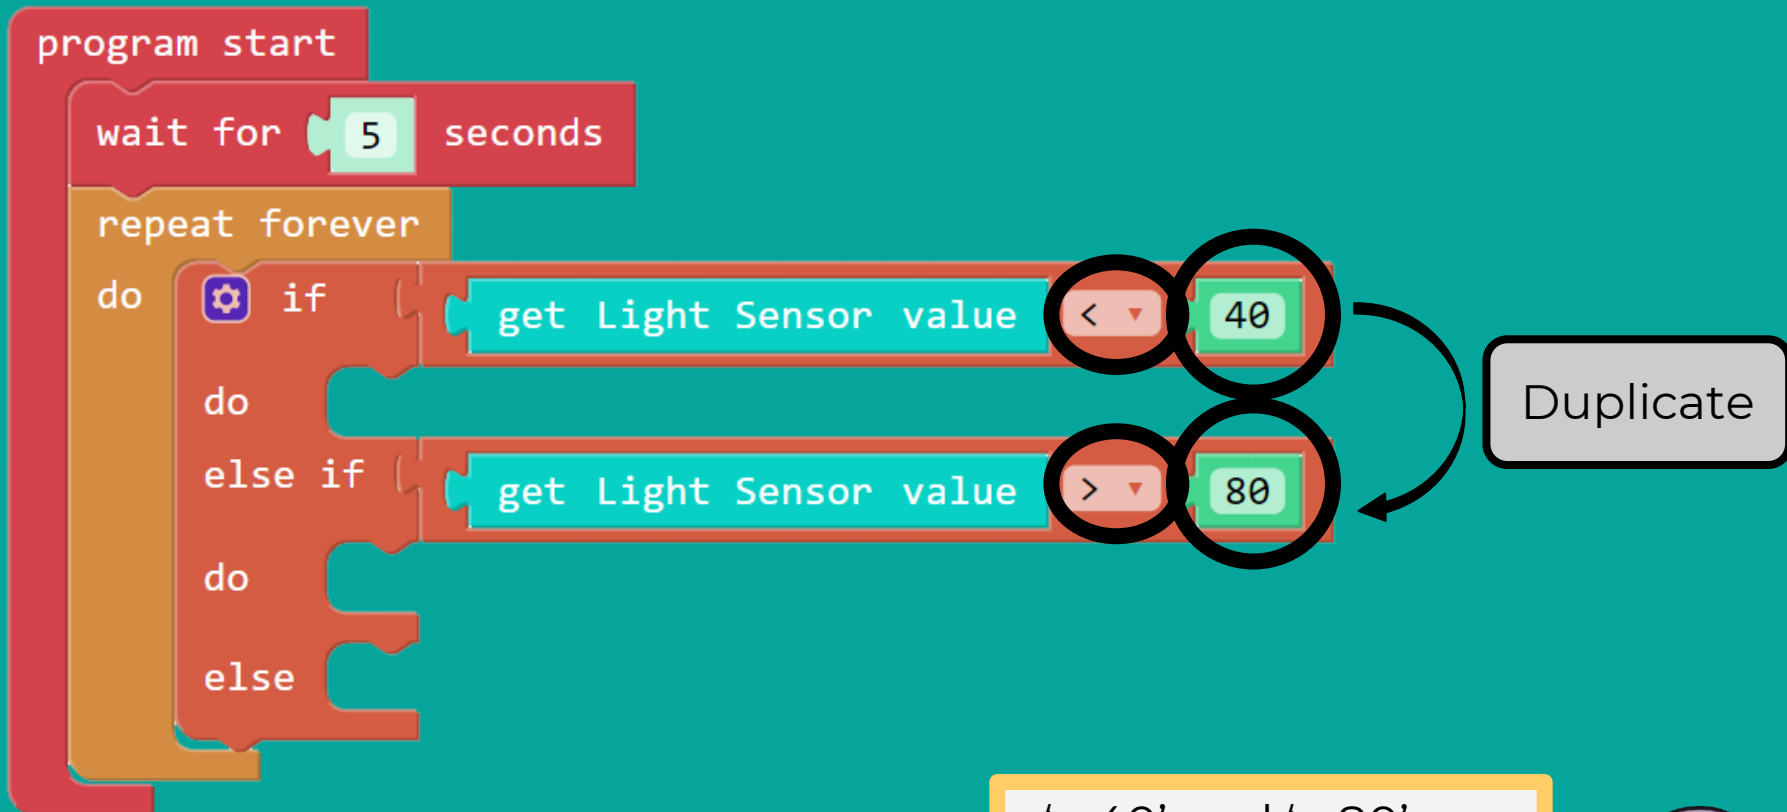 program start
wait for 5 seconds
repeat forever
do if get Light Sensor value < ▼ 40
do
Duplicate
else if get Light Sensor value > ▼ 80
do
else